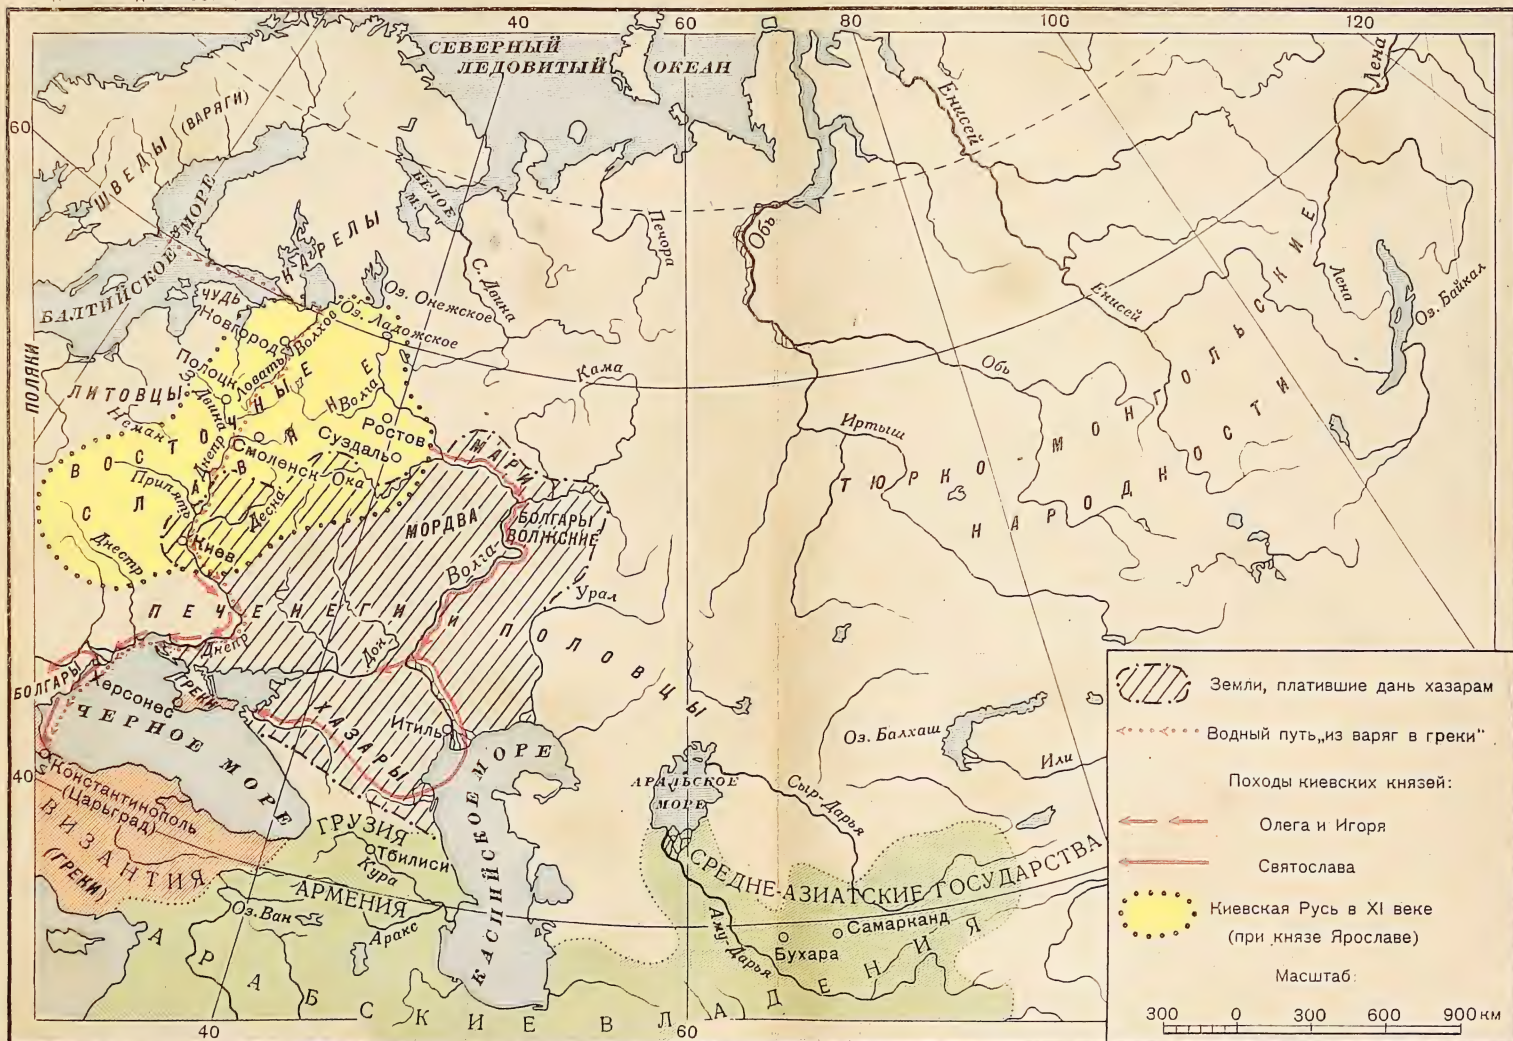 40
60
80
100
120
СЕВЕРНЫЙ
ЛЕДОВИТЫЙ ОКЕАН
60
ШВЕДЫ
(ВАРЯГИ)
БАЛТИЙСКОЕ МОРЕ
БЕЛОЕ
М.
КАРЕЛЫ
С. Двина
Печора
Обь
Енисей
Лена
Оз. Онежское
Оз. Ладожское
ЧУДЬ
Новгород
Волхов
Полоцк
Ловать
З. Двина
ЛИТОВЦЫ
ПОЛЯКИ
Неман
Волга
Кама
Ростов
Суздаль
Смоленск
Ока
Днепр
Десна
Припять
Киев
Днестр
ВОСТОЧНЫЕ
СЛАВЯНЕ
МАРИ
МОРДВА
БОЛГАРЫ
ВОЛЖСКИЕ
Волга
Урал
ПЕЧЕНЕГИ И ПОЛОВЦЫ
Днепр
Дон
Обь
Енисей
Иртыш
Лена
Оз. Байкал
ТЮРКО-МОНГОЛЬСКИЕ
НАРОДНОСТИ
БОЛГАРЫ
Херсонес
ГРЕКИ
ХАЗАРЫ
Итиль
ЧЕРНОЕ МОРЕ
40
Константинополь
(Царьград)
ВИЗАНТИЯ
(ГРЕКИ)
ГРУЗИЯ
Тбилиси
Кура
АРМЕНИЯ
Оз. Ван
Аракс
КАСПИЙСКОЕ МОРЕ
АРАЛЬСКОЕ
МОРЕ
Сыр-Дарья
Оз. Балхаш
Или
СРЕДНЕ-АЗИАТСКИЕ ГОСУДАРСТВА
Аму-Дарья
Бухара
Самарканд
АРАБСКИЕ ВЛАДЕНИЯ
40
60
Земли, платившие дань хазарам
Водный путь „из варяг в греки"
Походы киевских князей:
Олега и Игоря
Святослава
Киевская Русь в XI веке
(при князе Ярославе)
Масштаб:
300 0 300 600 900 км